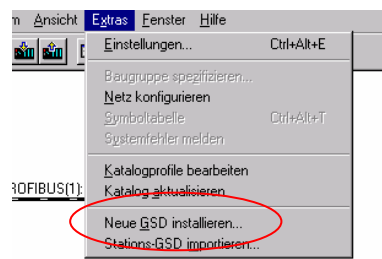 Ansicht Extras Fenster Hilfe
Einstellungen... Ctrl+Alt+E
Baugruppe spezifizieren...
Netz konfigurieren
Symboltabelle Ctrl+Alt+T
Systemfehler melden
Katalogprofile bearbeiten
Katalog aktualisieren
ROFIBUS(1):
Neue GSD installieren...
Stations-GSD importieren...